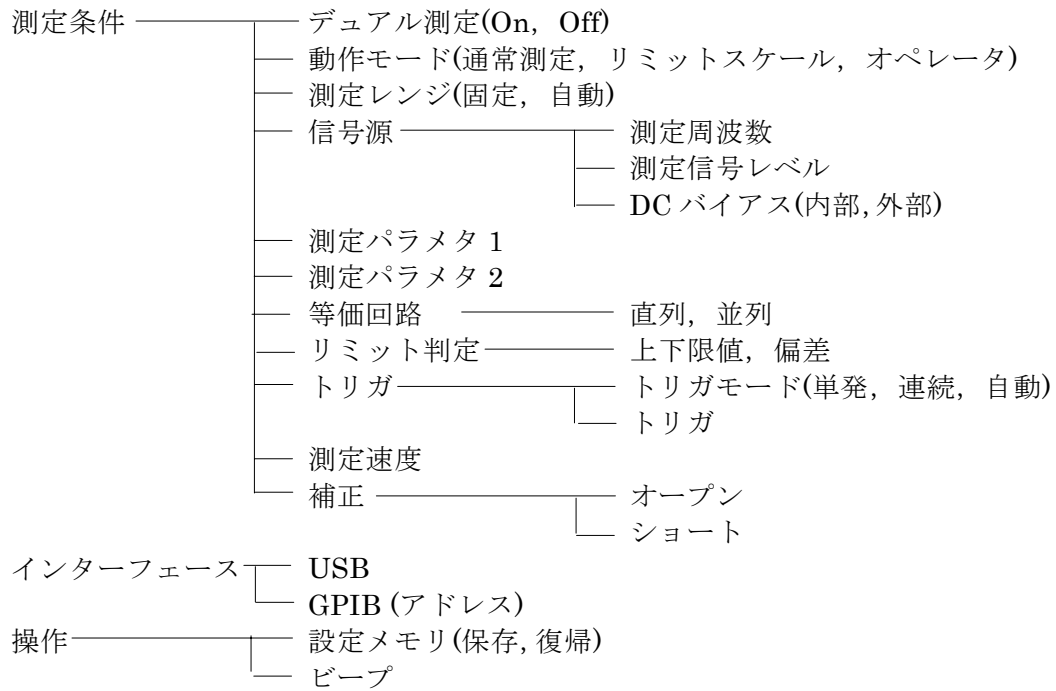 測定条件 デュアル測定(On, Off)
動作モード(通常測定, リミットスケール, オペレータ)
測定レンジ(固定, 自動)
信号源 測定周波数
測定信号レベル
DC バイアス(内部,外部)
測定パラメタ 1
測定パラメタ 2
等価回路 直列, 並列
リミット判定 上下限値, 偏差
トリガ トリガモード(単発, 連続, 自動)
トリガ
測定速度
補正 オープン
ショート
インターフェース USB
GPIB (アドレス)
操作 設定メモリ(保存,復帰)
ビープ